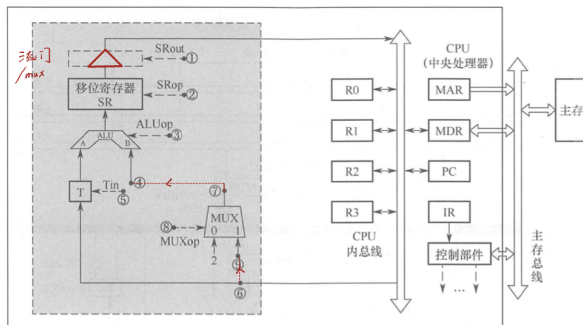 三态门
/mux
SRout
①
移位寄存器
SR
SRop
②
ALUop
③
A
ALU
B
④
T
Tin
⑤
⑦
⑧
MUXop
MUX
0 1
2
⑨
⑥
R0
R1
R2
R3
CPU
内总线
CPU
(中央处理器)
MAR
MDR
PC
IR
控制部件
…
主存总线
主存